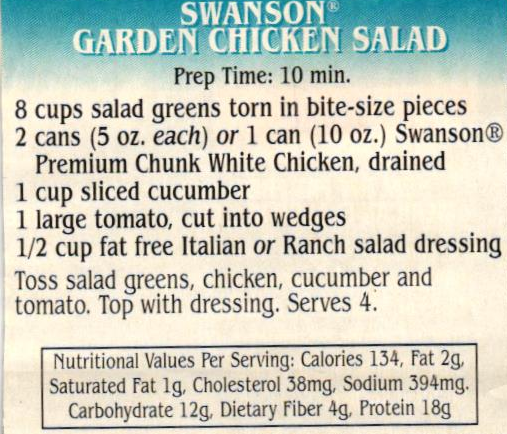 SWANSON®
GARDEN CHICKEN SALAD
Prep Time: 10 min.
8 cups salad greens torn in bite-size pieces
2 cans (5 oz. each) or 1 can (10 oz.) Swanson®
Premium Chunk White Chicken, drained
1 cup sliced cucumber
1 large tomato, cut into wedges
1/2 cup fat free Italian or Ranch salad dressing
Toss salad greens, chicken, cucumber and
tomato. Top with dressing. Serves 4.
Nutritional Values Per Serving: Calories 134, Fat 2g,
Saturated Fat 1g, Cholesterol 38mg, Sodium 394mg.
Carbohydrate 12g, Dietary Fiber 4g, Protein 18g